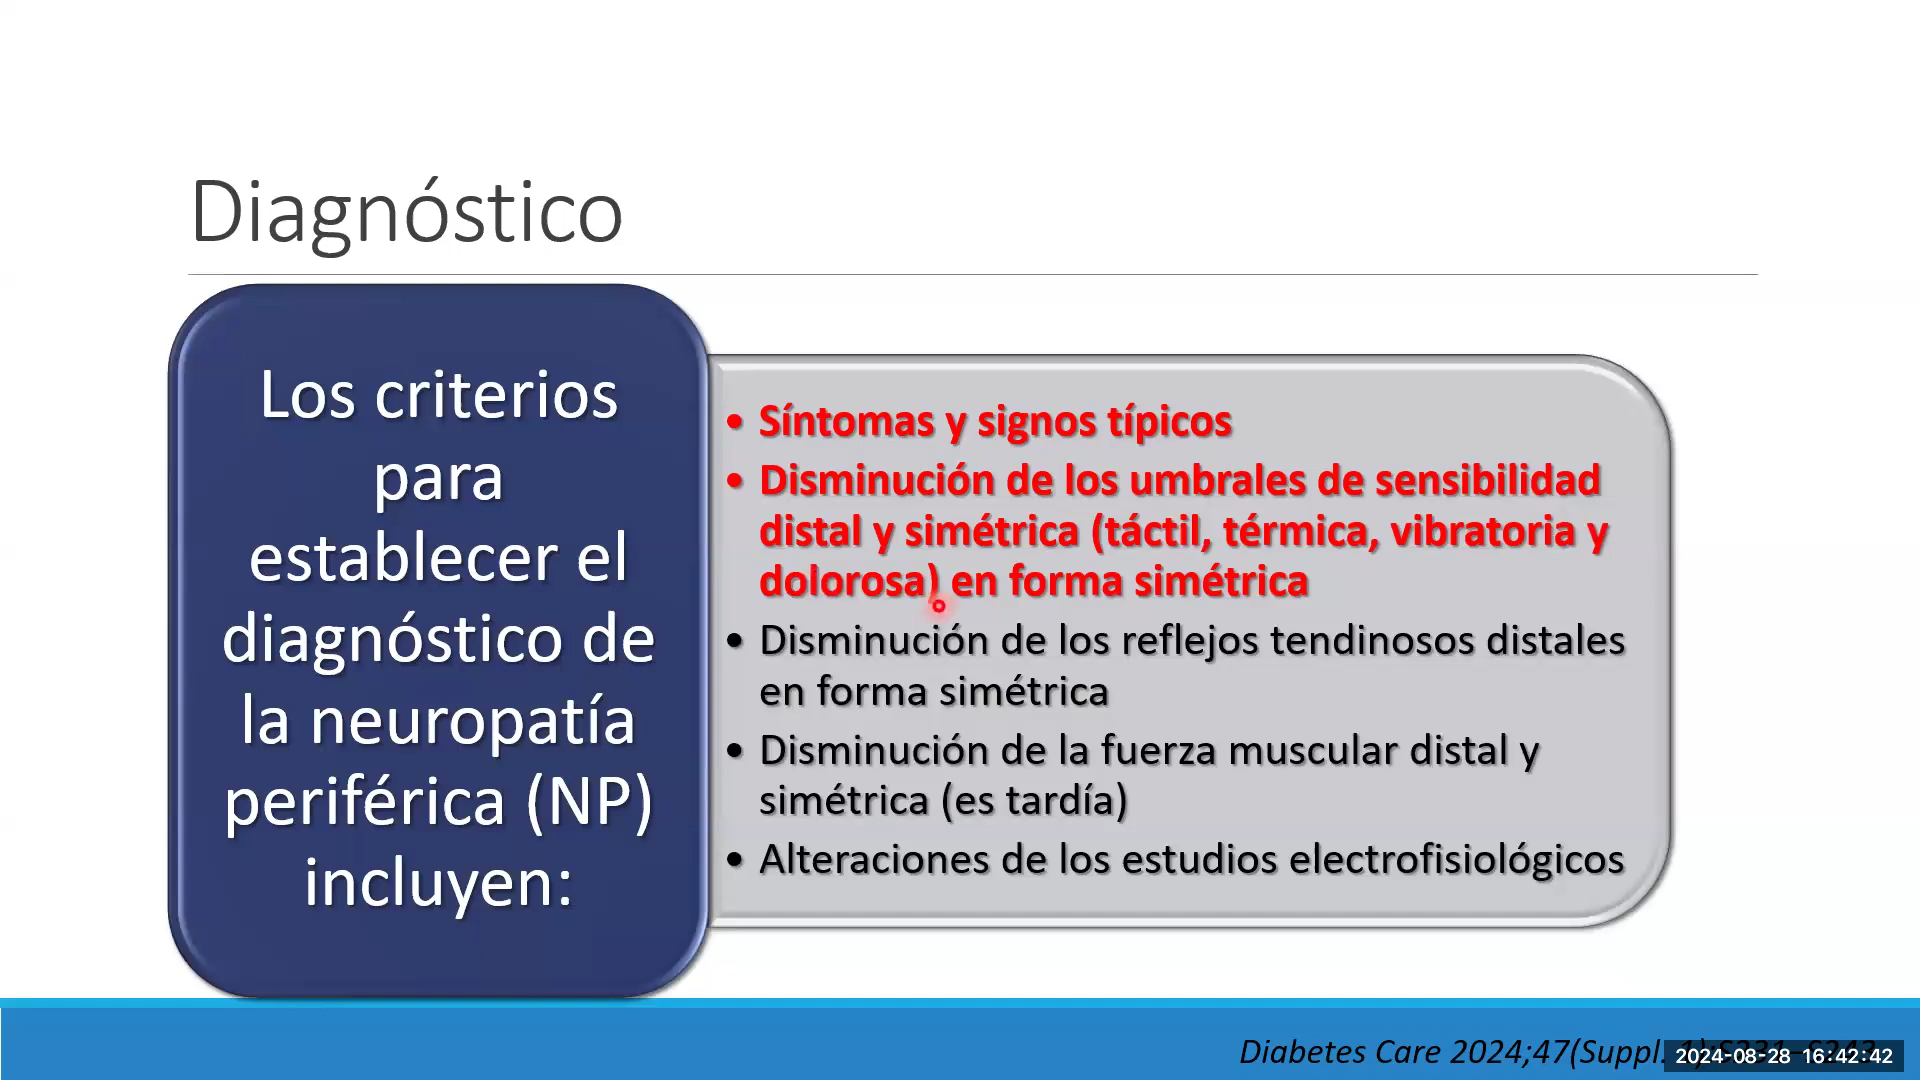 Diagnóstico
Los criterios
para
establecer el
diagnóstico de
la neuropatía
periférica (NP)
incluyen:
• Síntomas y signos típicos
• Disminución de los umbrales de sensibilidad
distal y simétrica (táctil, térmica, vibratoria y
dolorosa) en forma simétrica
• Disminución de los reflejos tendinosos distales
en forma simétrica
• Disminución de la fuerza muscular distal y
simétrica (es tardía)
• Alteraciones de los estudios electrofisiológicos
Diabetes Care 2024;47(Suppl.
2024-08-28 16:42:42